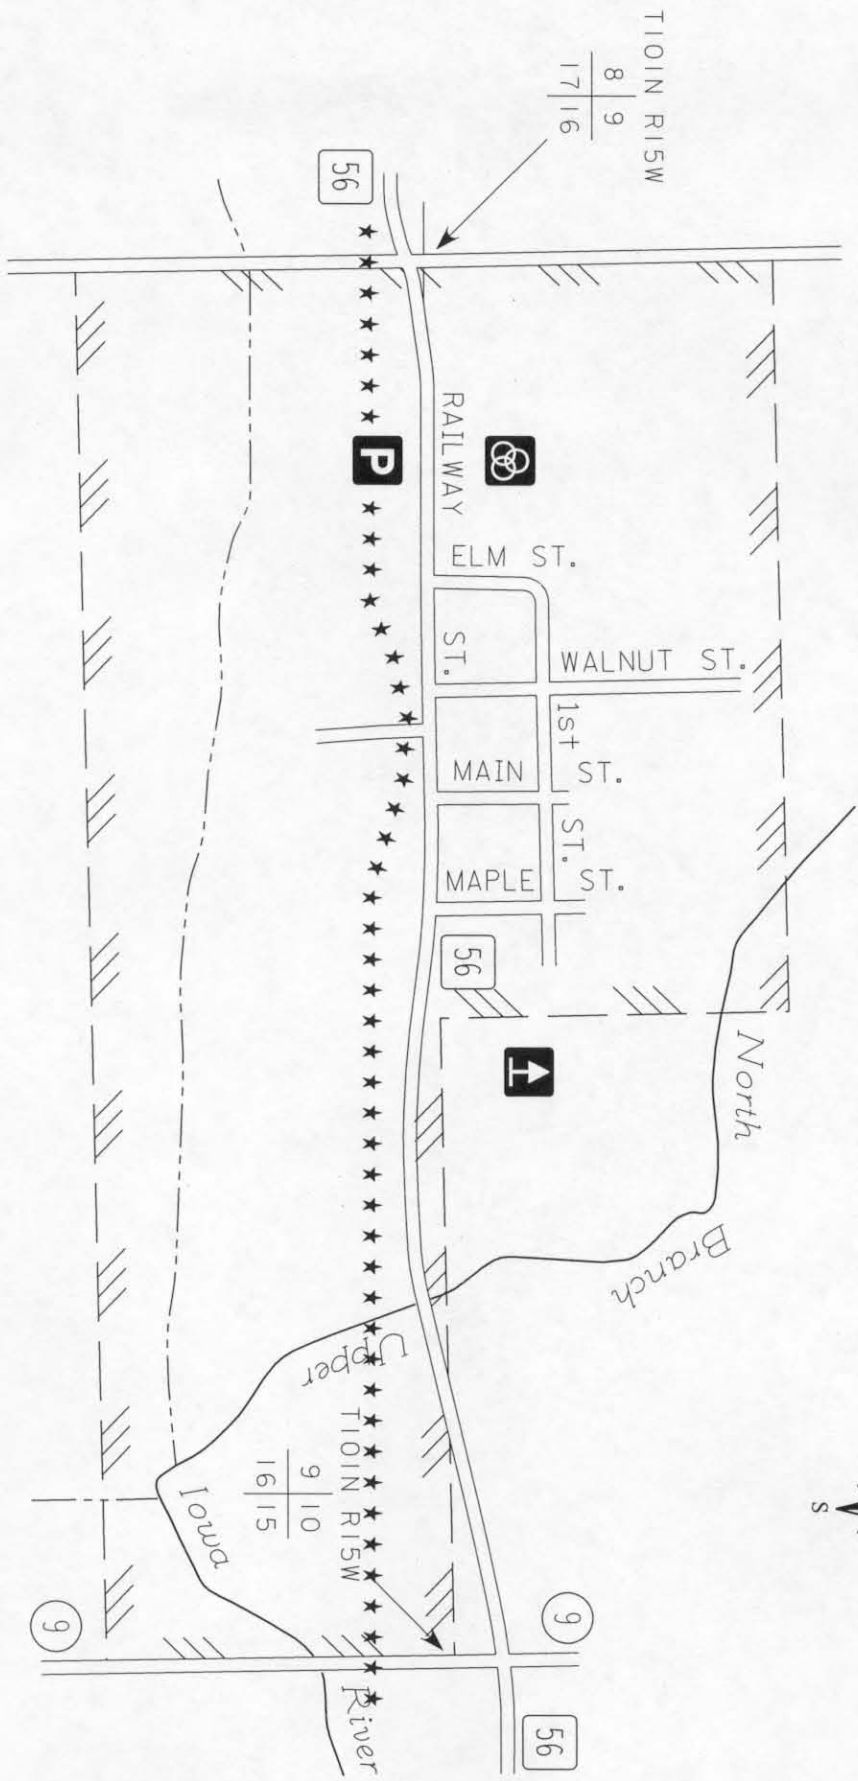 T101N R15W
8 9
17 16
56
RAILWAY
ST.
P
ELM ST.
WALNUT ST.
1st
ST.
MAIN ST.
MAPLE ST.
56
North
Branch
Upper
Iowa
River
T101N R15W
9 10
16 15
9
9
56
S